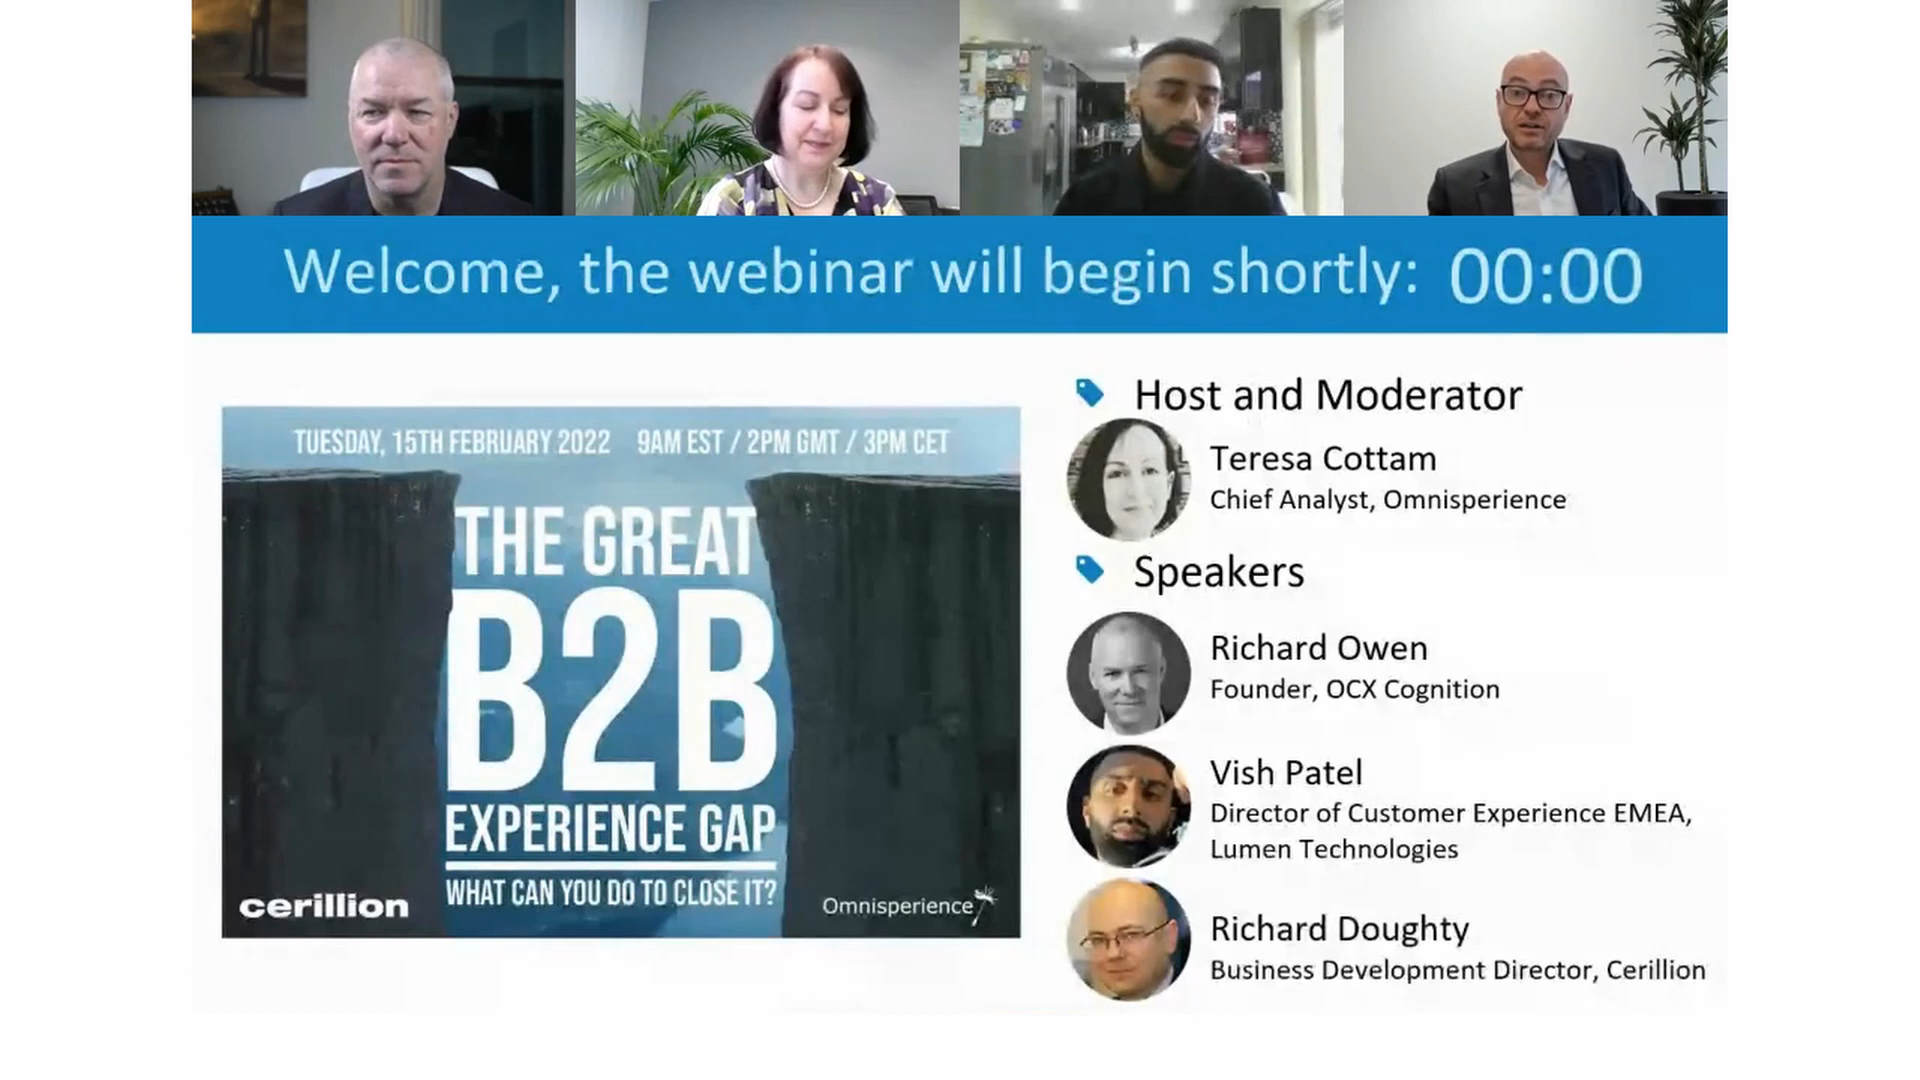 Welcome, the webinar will begin shortly: 00:00
TUESDAY, 15TH FEBRUARY 2022 9AM EST / 2PM GMT / 3PM CET
THE GREAT
B2B
EXPERIENCE GAP
WHAT CAN YOU DO TO CLOSE IT?
cerillion
Omnisperience
Host and Moderator
Teresa Cottam
Chief Analyst, Omnisperience
Speakers
Richard Owen
Founder, OCX Cognition
Vish Patel
Director of Customer Experience EMEA,
Lumen Technologies
Richard Doughty
Business Development Director, Cerillion